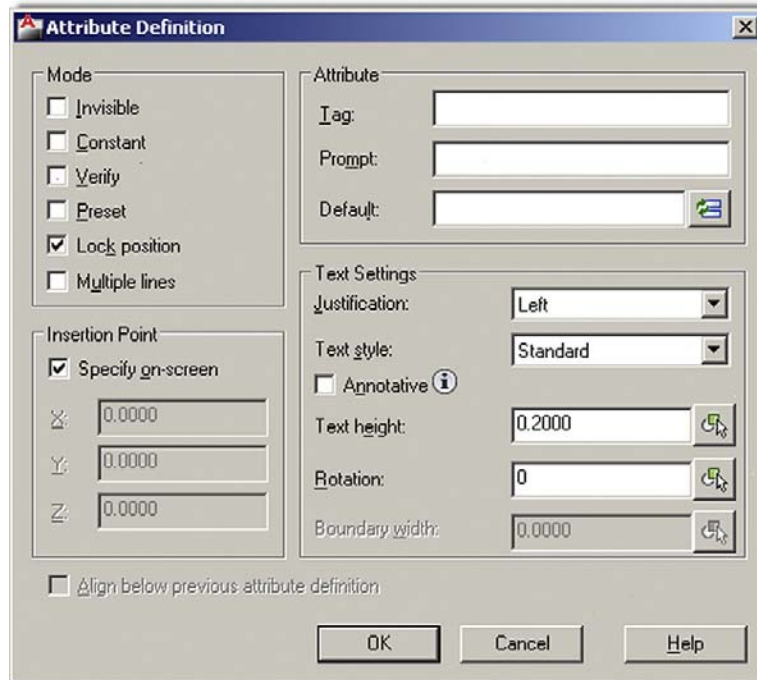 Attribute Definition
Mode
Invisible
Constant
Verify
Preset
Lock position
Multiple lines
Attribute
Tag:
Prompt:
Default:
Insertion Point
Specify on-screen
X: 0.0000
Y: 0.0000
Z: 0.0000
Text Settings
Justification: Left
Text style: Standard
Annotative
Text height: 0.2000
Rotation: 0
Boundary width: 0.0000
Align below previous attribute definition
OK Cancel Help